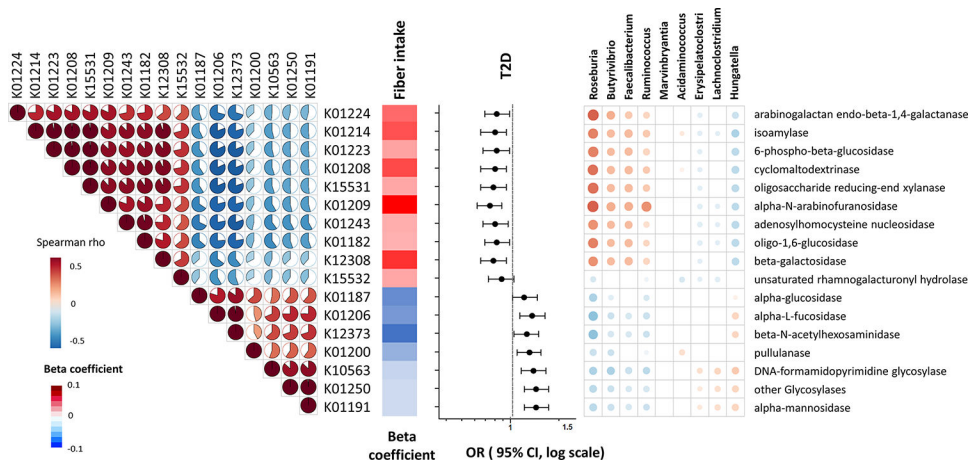 K01224
K01214
K01223
K01208
K15531
K01209
K01243
K01182
K12308
K15532
K01187
K01206
K12373
K01200
K10563
K01250
K01191
Fiber intake
T2D
Roseburia
Butyrivibrio
Faecalibacterium
Ruminococcus
Marvinbryantia
Acidaminococcus
Erysipelatoclostri
Lachnoclostridium
Hungatella
K01224 arabinogalactan endo-beta-1,4-galactanase
K01214 isoamylase
K01223 6-phospho-beta-glucosidase
K01208 cyclomaltodextrinase
K15531 oligosaccharide reducing-end xylanase
K01209 alpha-N-arabinofuranosidase
K01243 adenosylhomocysteine nucleosidase
K01182 oligo-1,6-glucosidase
K12308 beta-galactosidase
K15532 unsaturated rhamnogalacturonyl hydrolase
K01187 alpha-glucosidase
K01206 alpha-L-fucosidase
K12373 beta-N-acetylhexosaminidase
K01200 pullulanase
K10563 DNA-formamidopyrimidine glycosylase
K01250 other Glycosylases
K01191 alpha-mannosidase
Spearman rho
0.5
0
-0.5
Beta coefficient
0.1
0
-0.1
Beta
coefficient
1
1.5
OR ( 95% CI, log scale)